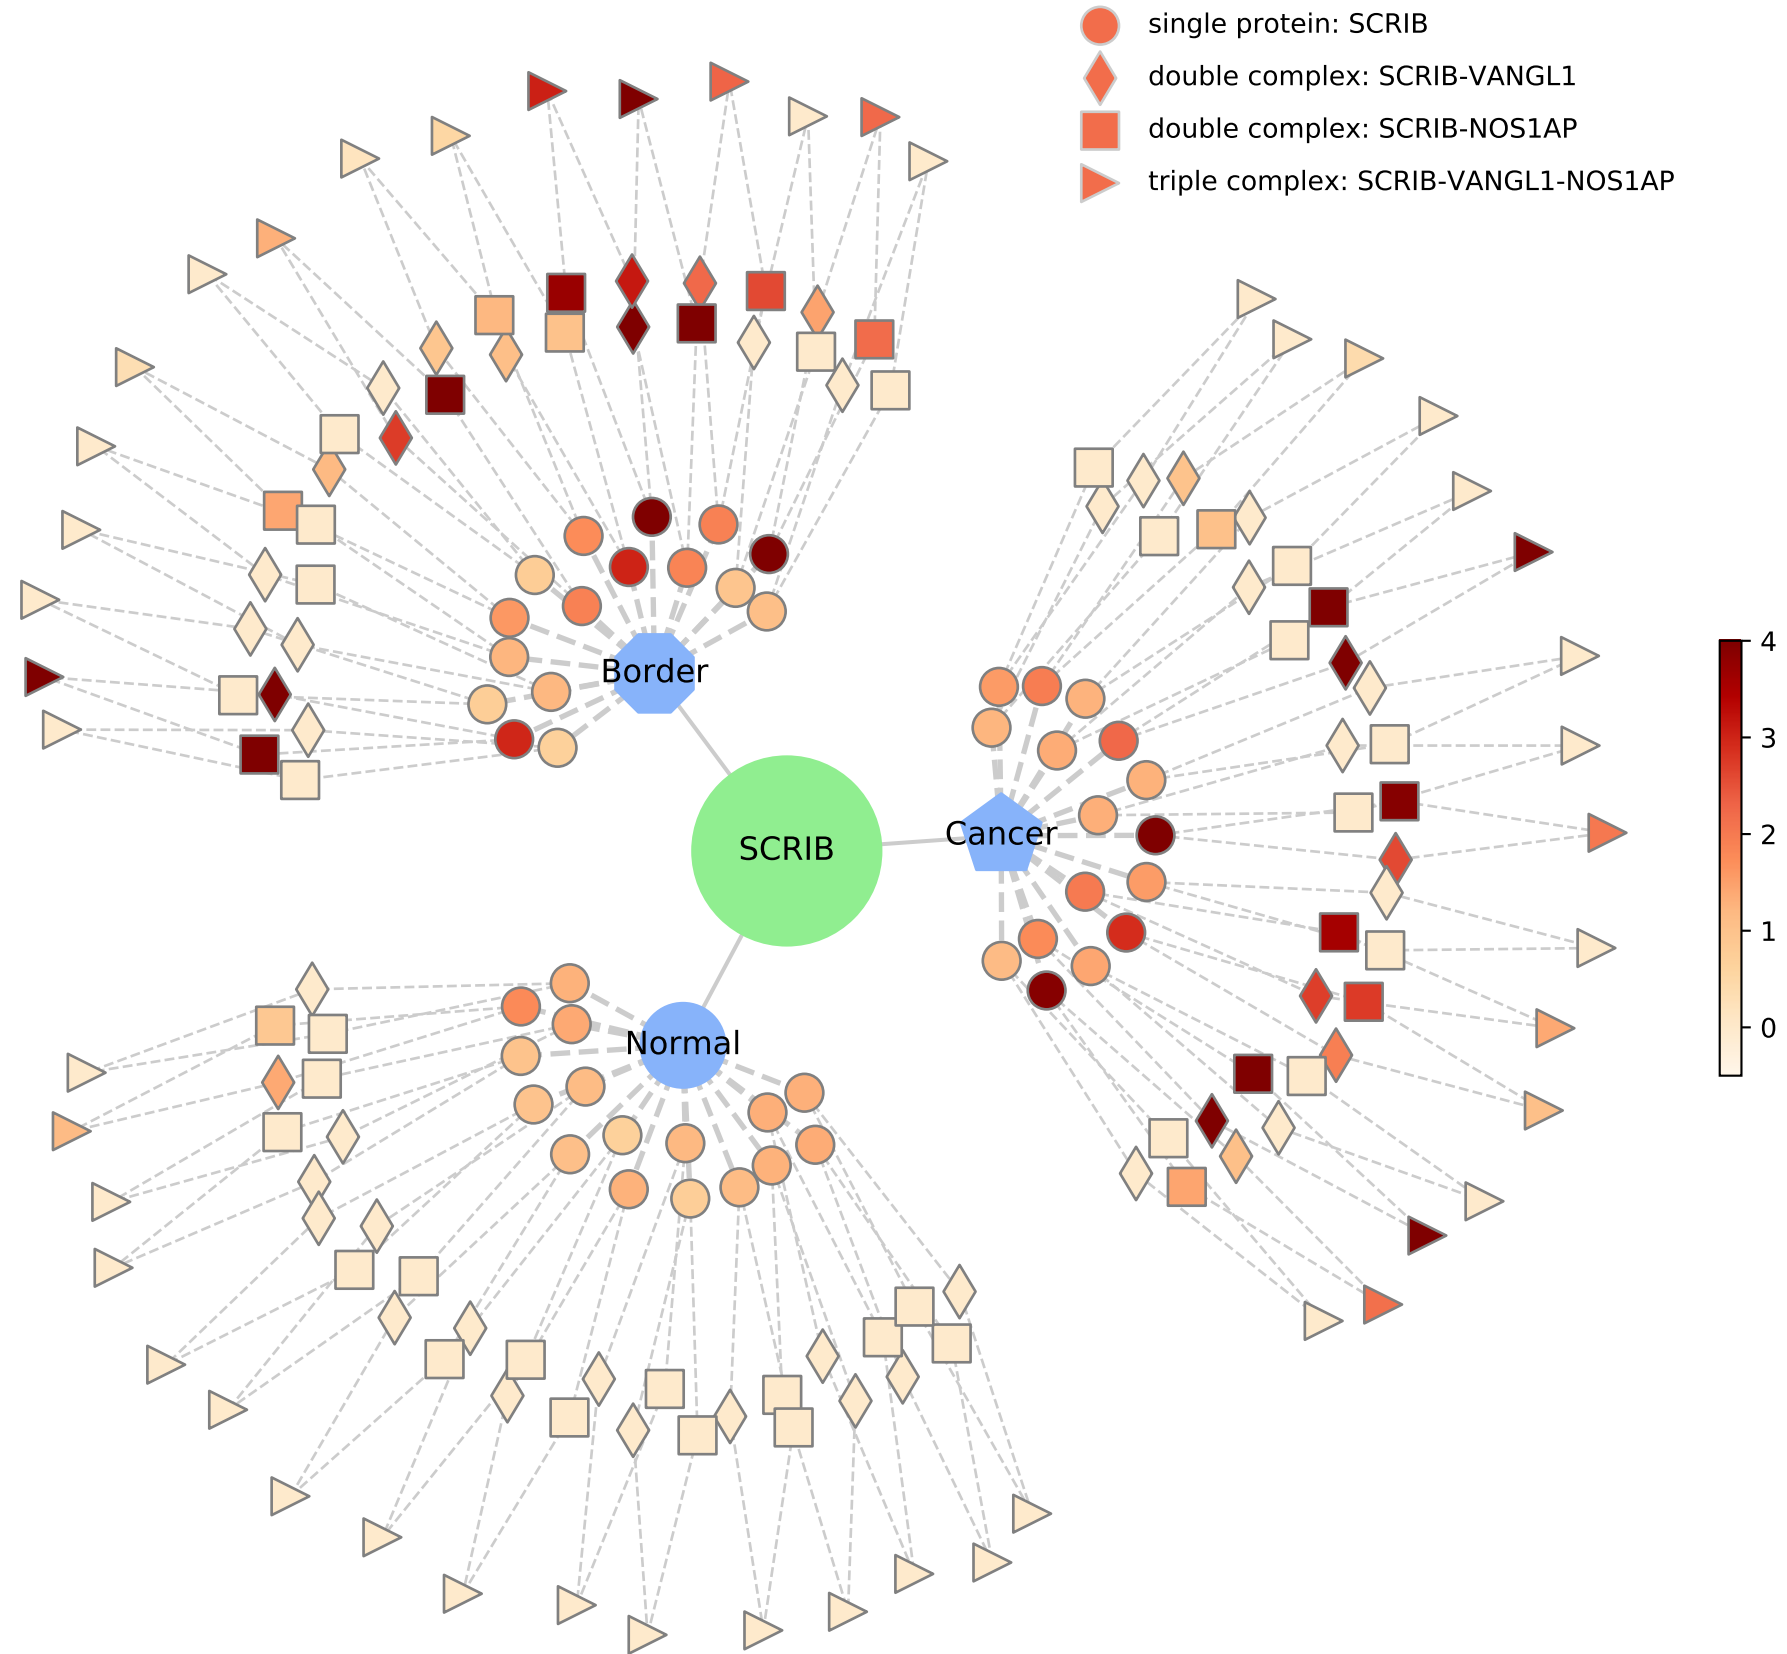 single protein: SCRIB
double complex: SCRIB-VANGL1
double complex: SCRIB-NOS1AP
triple complex: SCRIB-VANGL1-NOS1AP
Border
SCRIB
Cancer
Normal
4
3
2
1
0